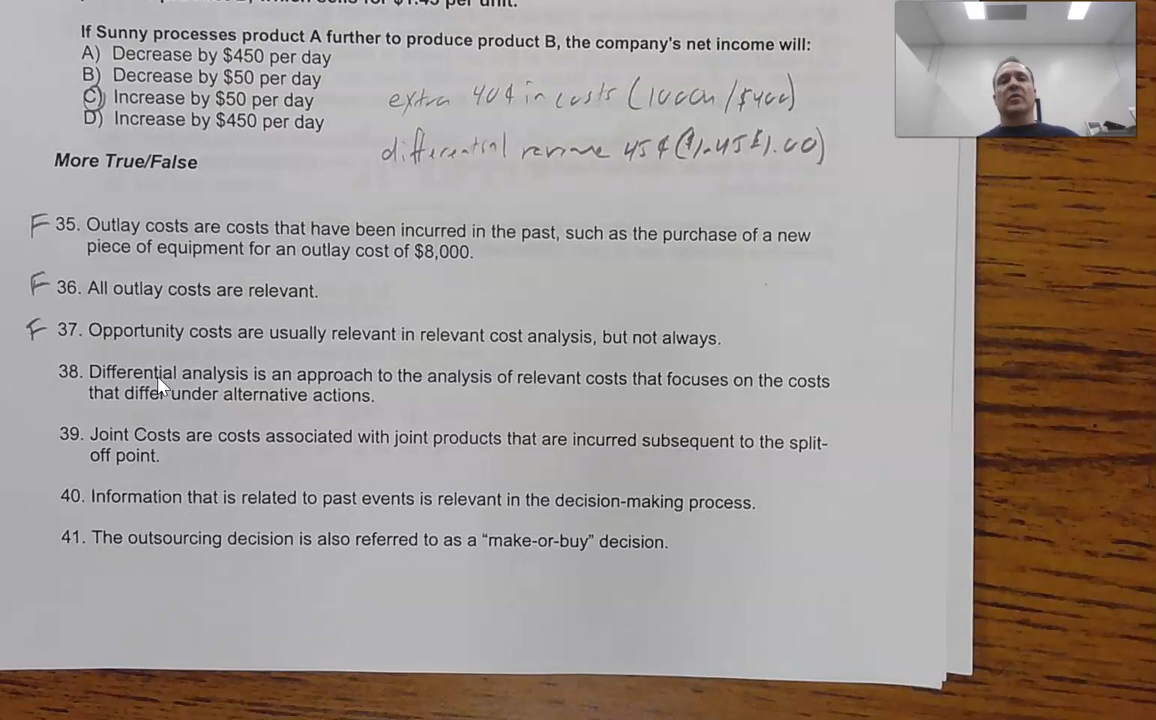 per unit.
If Sunny processes product A further to produce product B, the company's net income will:
A) Decrease by $450 per day
B) Decrease by $50 per day
C) Increase by $50 per day
D) Increase by $450 per day
extra 40¢ in costs (1000u/$400)
differential revenue 45¢ ($1.45 $1.00)
More True/False
F 35. Outlay costs are costs that have been incurred in the past, such as the purchase of a new
piece of equipment for an outlay cost of $8,000.
F 36. All outlay costs are relevant.
F 37. Opportunity costs are usually relevant in relevant cost analysis, but not always.
38. Differential analysis is an approach to the analysis of relevant costs that focuses on the costs
that differ under alternative actions.
39. Joint Costs are costs associated with joint products that are incurred subsequent to the split-
off point.
40. Information that is related to past events is relevant in the decision-making process.
41. The outsourcing decision is also referred to as a “make-or-buy” decision.